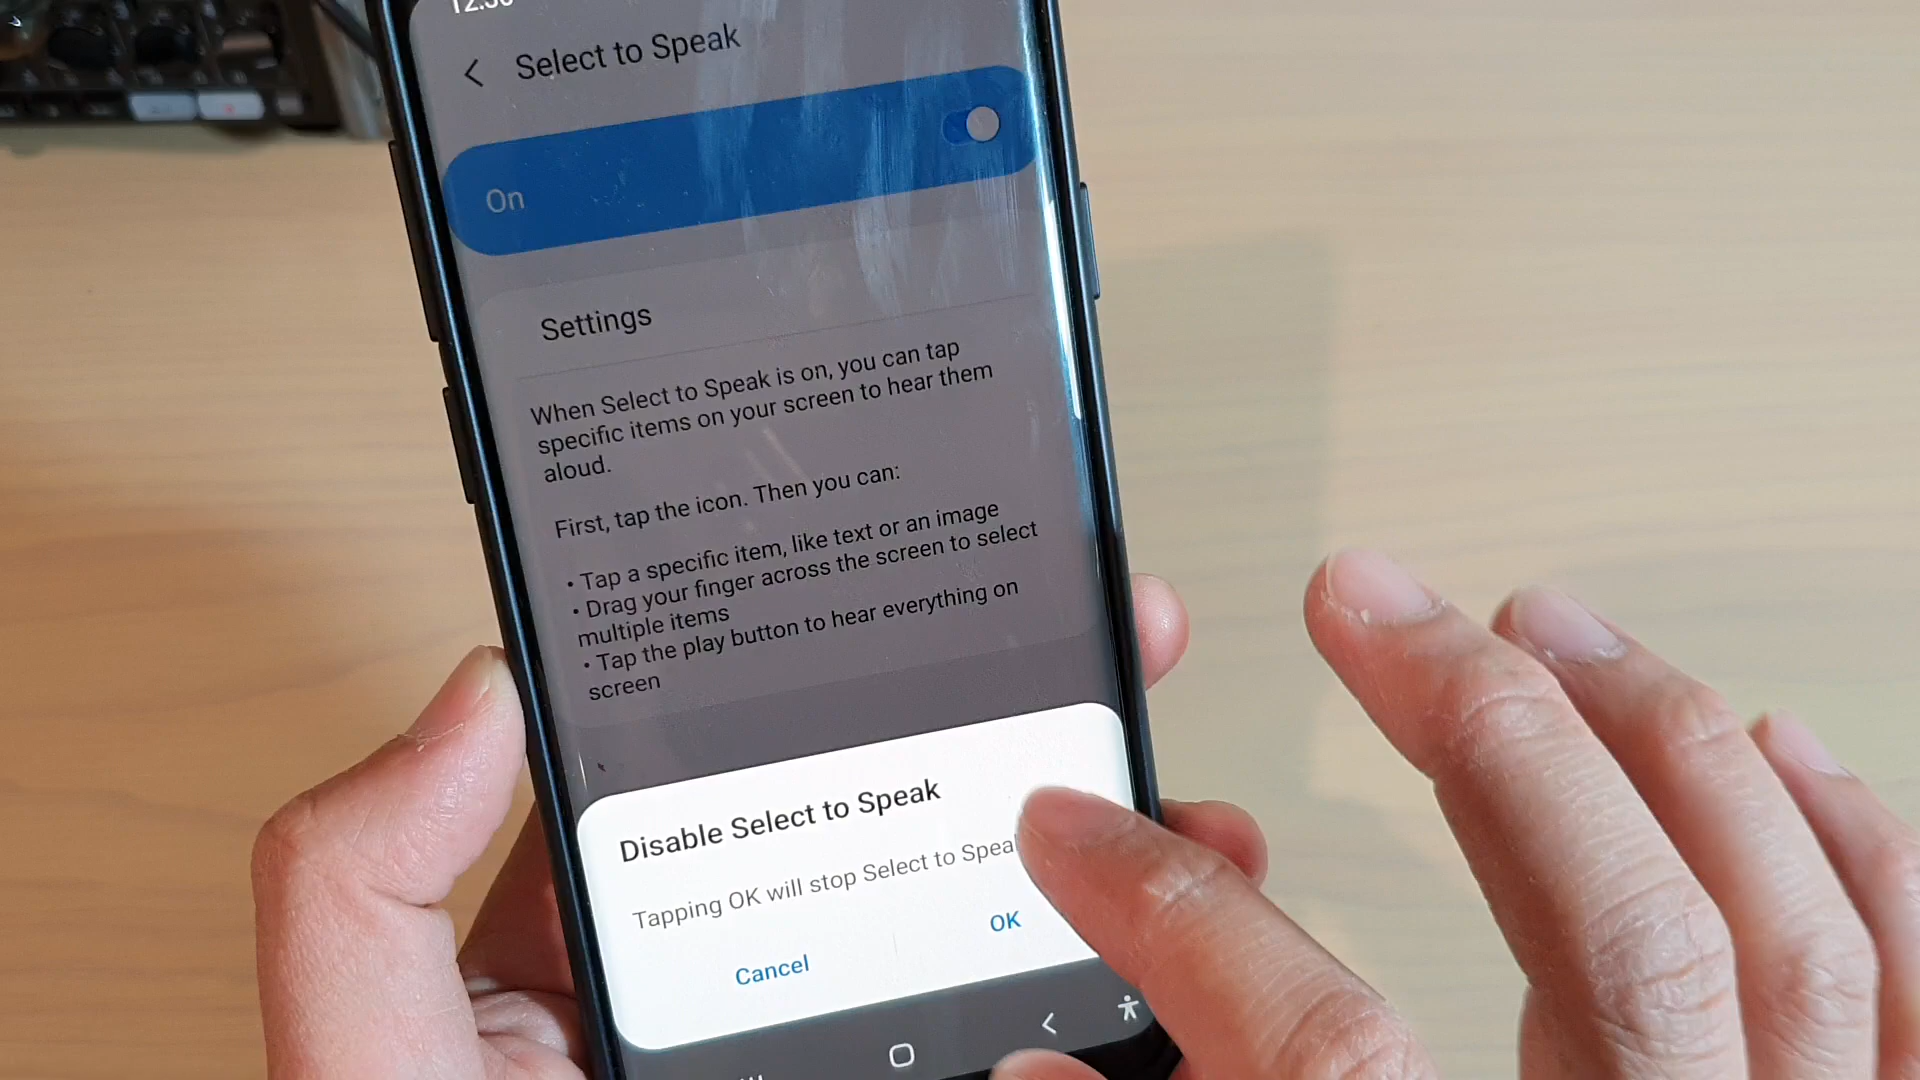 Select to Speak
On
Settings
When Select to Speak is on, you can tap
specific items on your screen to hear them
aloud.
First, tap the icon. Then you can:
• Tap a specific item, like text or an image
• Drag your finger across the screen to select
multiple items
• Tap the play button to hear everything on
screen
Disable Select to Speak
Tapping OK will stop Select to
Cancel
OK